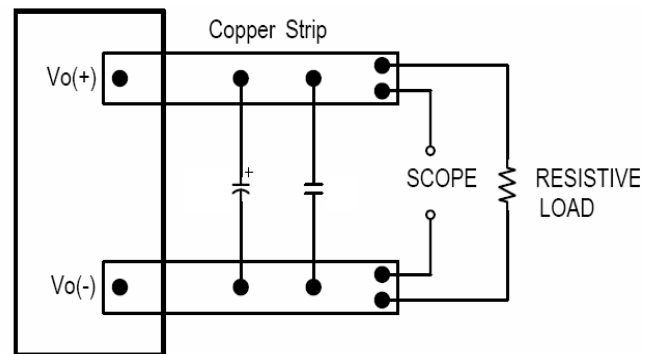 Copper Strip
Vo(+)
+
SCOPE
RESISTIVE
LOAD
Vo(-)